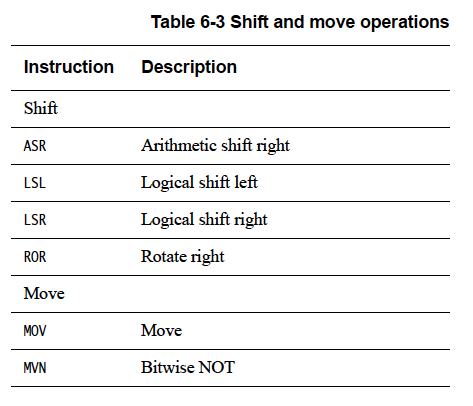 Table 6-3 Shift and move operations
Instruction Description
Shift
ASR Arithmetic shift right
LSL Logical shift left
LSR Logical shift right
ROR Rotate right
Move
MOV Move
MVN Bitwise NOT